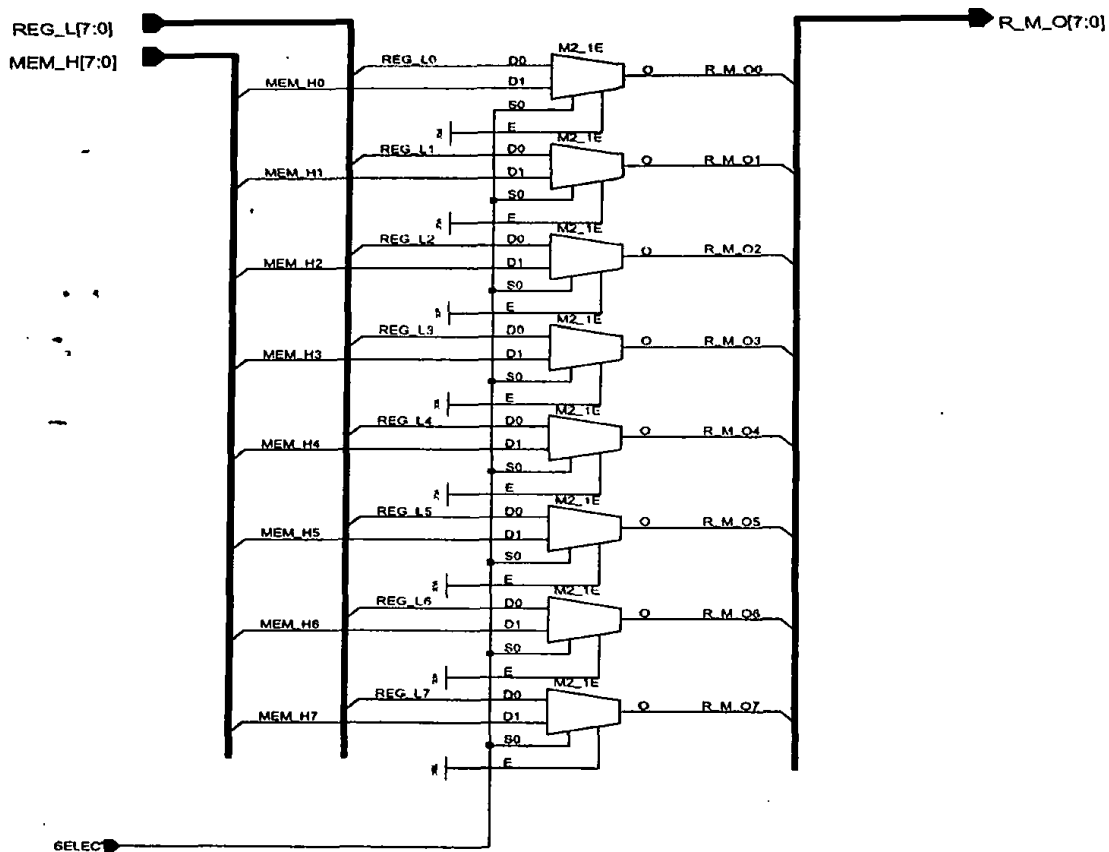 REG_L[7:0]
R_M_O[7:0]
MEM_H[7:0]
M2_1E
REG_L0 D0
MEM_H0 D1
O R_M_O0
S0
E
M2_1E
REG_L1 D0
MEM_H1 D1
O R_M_O1
S0
E
M2_1E
REG_L2 D0
MEM_H2 D1
O R_M_O2
S0
E
M2_1E
REG_L3 D0
MEM_H3 D1
O R_M_O3
S0
E
M2_1E
REG_L4 D0
MEM_H4 D1
O R_M_O4
S0
E
M2_1E
REG_L5 D0
MEM_H5 D1
O R_M_O5
S0
E
M2_1E
REG_L6 D0
MEM_H6 D1
O R_M_O6
S0
E
M2_1E
REG_L7 D0
MEM_H7 D1
O R_M_O7
S0
E